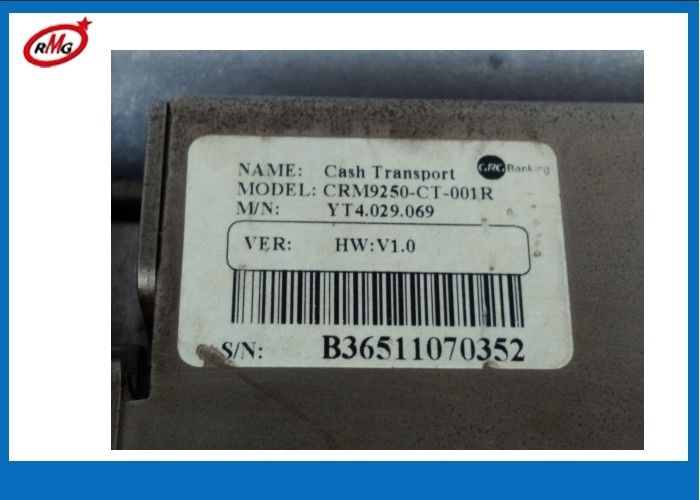 RMG
NAME: Cash Transport GRG Banking
MODEL: CRM9250-CT-001R
M/N: YT4.029.069
VER: HW:V1.0
S/N: B36511070352